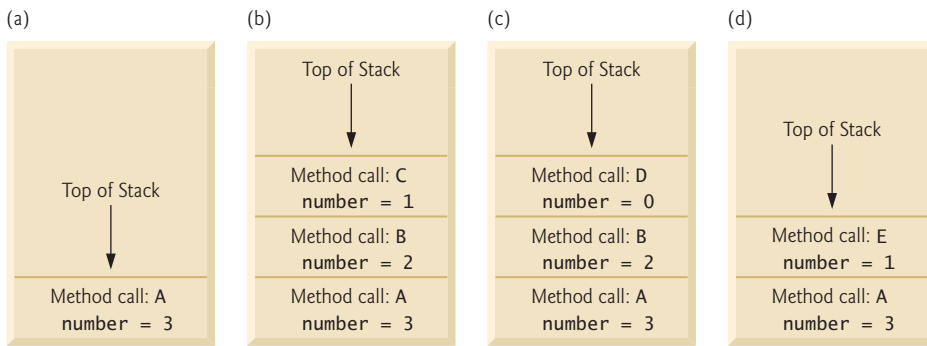 (a)
Top of Stack
Method call: A
number = 3
(b)
Top of Stack
Method call: C
number = 1
Method call: B
number = 2
Method call: A
number = 3
(c)
Top of Stack
Method call: D
number = 0
Method call: B
number = 2
Method call: A
number = 3
(d)
Top of Stack
Method call: E
number = 1
Method call: A
number = 3